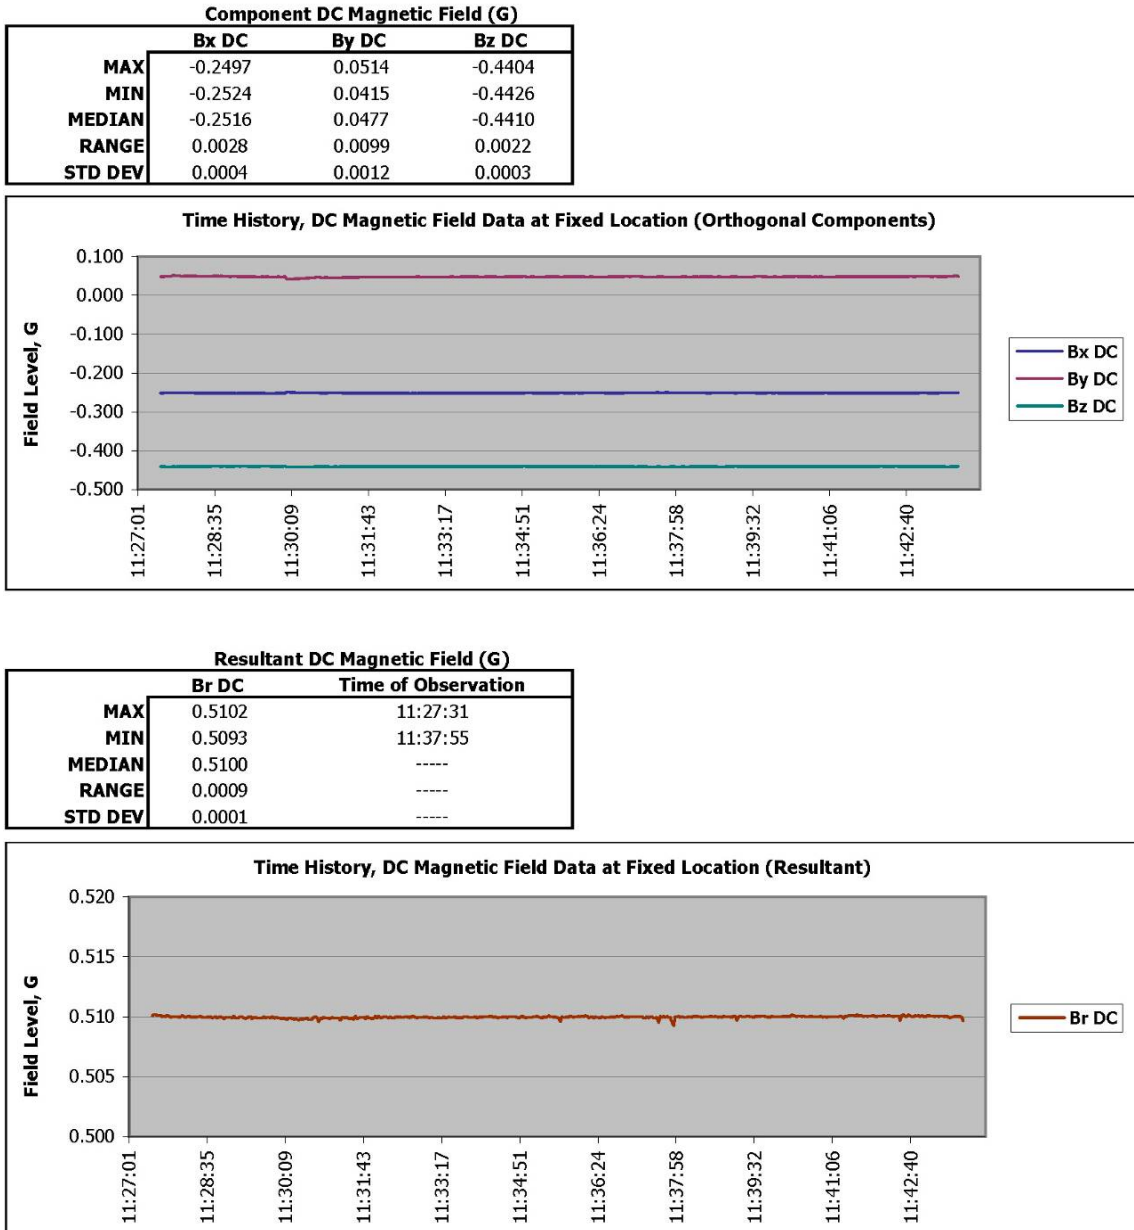 Component DC Magnetic Field (G)
Bx DC By DC Bz DC
MAX -0.2497 0.0514 -0.4404
MIN -0.2524 0.0415 -0.4426
MEDIAN -0.2516 0.0477 -0.4410
RANGE 0.0028 0.0099 0.0022
STD DEV 0.0004 0.0012 0.0003
Time History, DC Magnetic Field Data at Fixed Location (Orthogonal Components)
Field Level, G
0.100
0.000
-0.100
-0.200
-0.300
-0.400
-0.500
11:27:01 11:28:35 11:30:09 11:31:43 11:33:17 11:34:51 11:36:24 11:37:58 11:39:32 11:41:06 11:42:40
Bx DC
By DC
Bz DC
Resultant DC Magnetic Field (G)
Br DC Time of Observation
MAX 0.5102 11:27:31
MIN 0.5093 11:37:55
MEDIAN 0.5100 -----
RANGE 0.0009 -----
STD DEV 0.0001 -----
Time History, DC Magnetic Field Data at Fixed Location (Resultant)
Field Level, G
0.520
0.515
0.510
0.505
0.500
11:27:01 11:28:35 11:30:09 11:31:43 11:33:17 11:34:51 11:36:24 11:37:58 11:39:32 11:41:06 11:42:40
Br DC